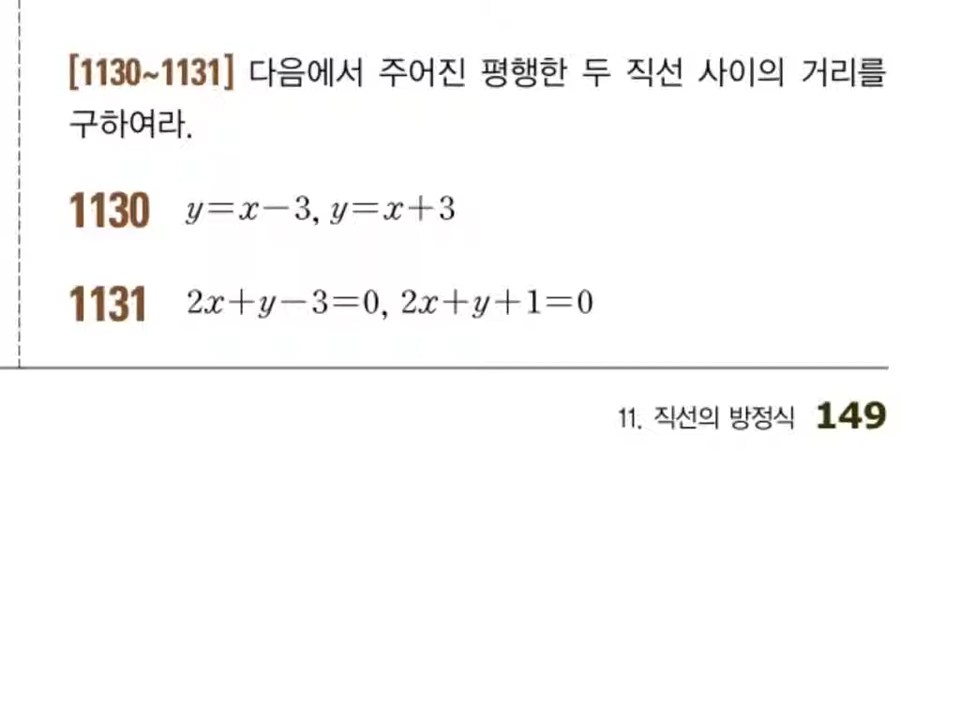 [1130~1131] 다음에서 주어진 평행한 두 직선 사이의 거리를
구하여라.
1130 y=x−3, y=x+3
1131 2x+y−3=0, 2x+y+1=0
11. 직선의 방정식 149